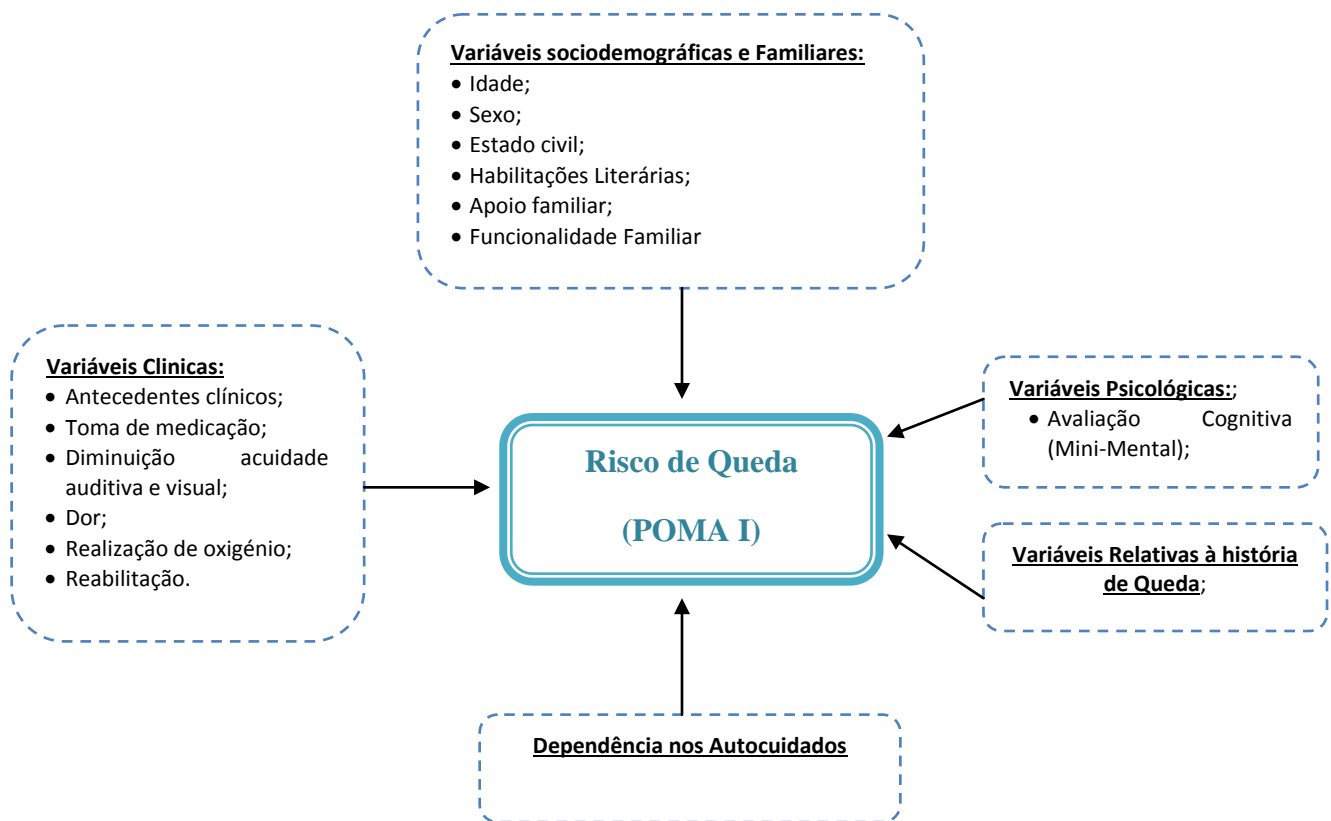 Variáveis sociodemográficas e Familiares:
• Idade;
• Sexo;
• Estado civil;
• Habilitações Literárias;
• Apoio familiar;
• Funcionalidade Familiar
Variáveis Clinicas:
• Antecedentes clínicos;
• Toma de medicação;
• Diminuição acuidade
auditiva e visual;
• Dor;
• Realização de oxigénio;
• Reabilitação.
Risco de Queda
(POMA I)
Variáveis Psicológicas:;
• Avaliação Cognitiva
(Mini-Mental);
Variáveis Relativas à história
de Queda;
Dependência nos Autocuidados